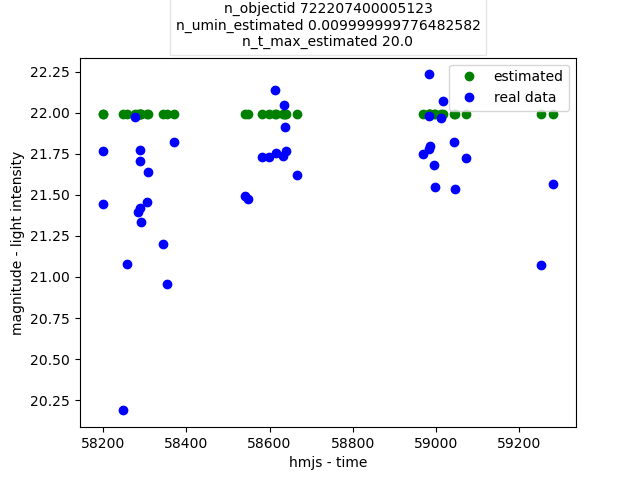 n_objectid 722207400005123
n_umin_estimated 0.009999999776482582
n_t_max_estimated 20.0
estimated
real data
22.25
22.00
21.75
21.50
21.25
21.00
20.75
20.50
20.25
magnitude - light intensity
58200 58400 58600 58800 59000 59200
hmjs - time